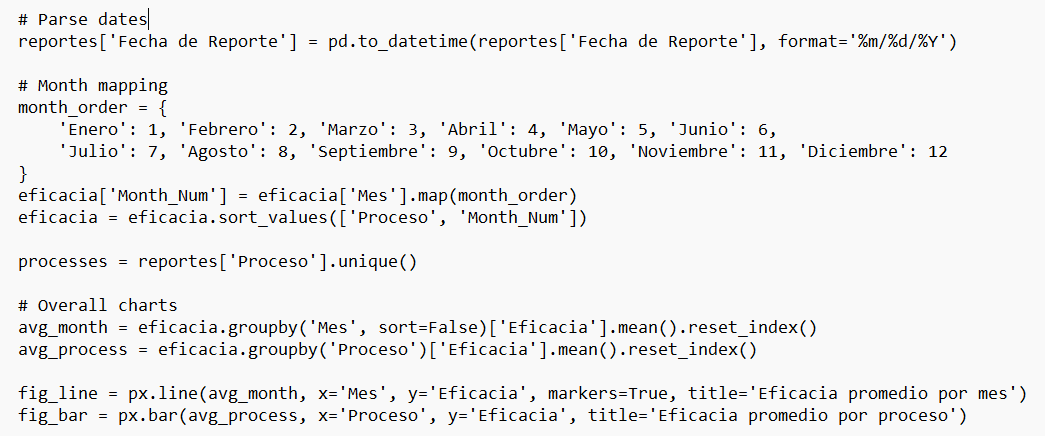 # Parse dates
reportes['Fecha de Reporte'] = pd.to_datetime(reportes['Fecha de Reporte'], format='%m/%d/%Y')

# Month mapping
month_order = {
    'Enero': 1, 'Febrero': 2, 'Marzo': 3, 'Abril': 4, 'Mayo': 5, 'Junio': 6,
    'Julio': 7, 'Agosto': 8, 'Septiembre': 9, 'Octubre': 10, 'Noviembre': 11, 'Diciembre': 12
}
eficacia['Month_Num'] = eficacia['Mes'].map(month_order)
eficacia = eficacia.sort_values(['Proceso', 'Month_Num'])

processes = reportes['Proceso'].unique()

# Overall charts
avg_month = eficacia.groupby('Mes', sort=False)['Eficacia'].mean().reset_index()
avg_process = eficacia.groupby('Proceso')['Eficacia'].mean().reset_index()

fig_line = px.line(avg_month, x='Mes', y='Eficacia', markers=True, title='Eficacia promedio por mes')
fig_bar = px.bar(avg_process, x='Proceso', y='Eficacia', title='Eficacia promedio por proceso')